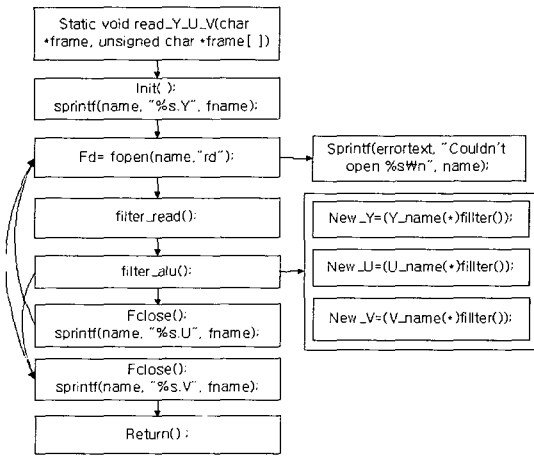 Static void read_Y_U_V(char
*frame, unsigned char *frame[ ])
Init( ):
sprintf(name, "%s.Y", fname):
Fd= fopen(name,"rd"):
Sprintf(errortext, "Couldn't
open %s₩n", name):
filter_read():
New_Y=(Y_name(*)fillter()):
filter_alu():
New_U=(U_name(*)fillter()):
New_V=(V_name(*)fillter()):
Fclose():
sprintf(name, "%s.U", fname):
Fclose():
sprintf(name, "%s.V", fname):
Return() :